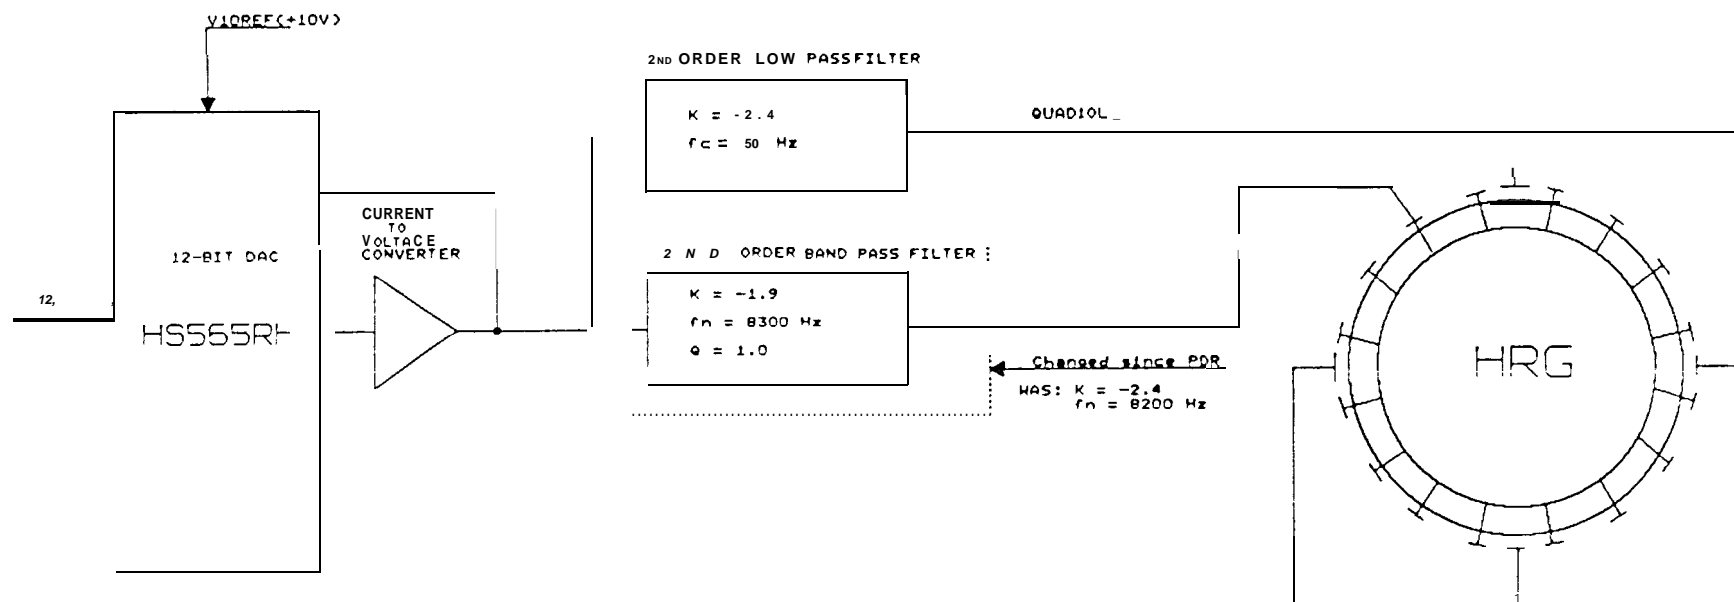 V10REF(+10V)
2ND ORDER LOW PASSFILTER
K = -2.4
fc = 50 Hz
QUAD10L_
CURRENT
TO
VOLTACE
CONVERTER
12-BIT DAC
12,
HS565RH
2 N D ORDER BAND PASS FILTER
K = -1.9
fn = 8300 Hz
Q = 1.0
Changed since PDR
WAS: K = -2.4
fn = 8200 Hz
HRG